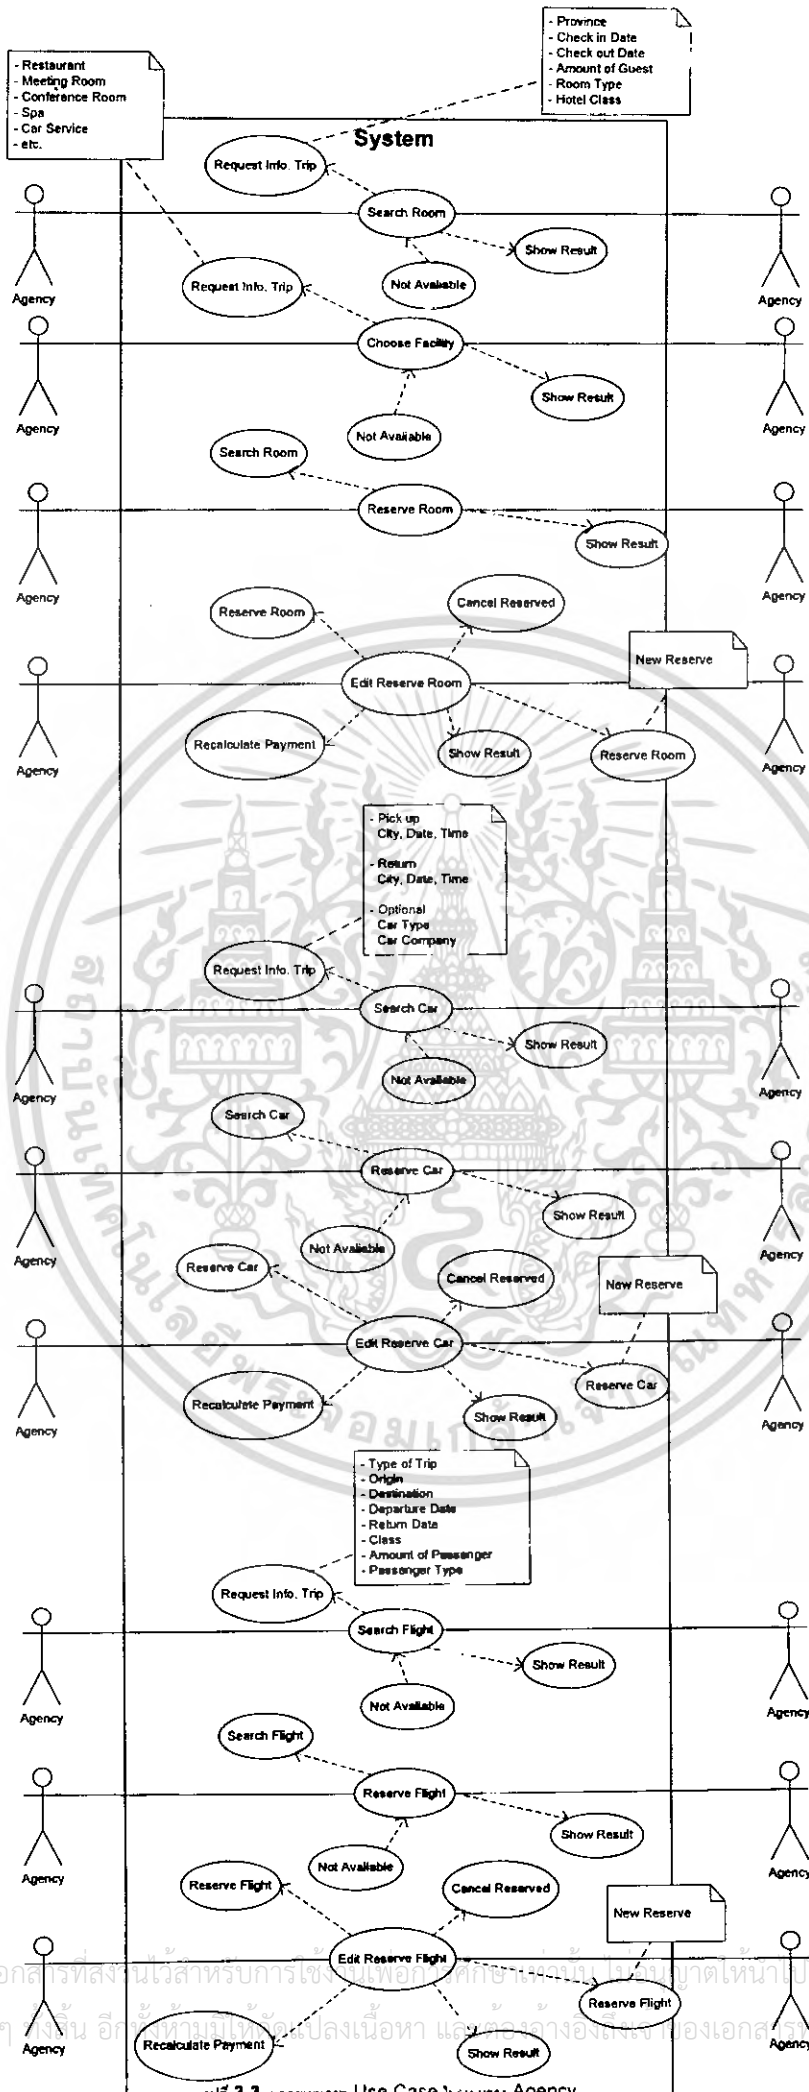 - Province
- Check in Date
- Check out Date
- Amount of Guest
- Room Type
- Hotel Class
- Restaurant
- Meeting Room
- Conference Room
- Spa
- Car Service
- etc.
System
Request Info. Trip
Search Room
Show Result
Not Available
Agency
Agency
Request Info. Trip
Choose Facility
Show Result
Not Available
Agency
Agency
Search Room
Reserve Room
Show Result
Agency
Agency
Reserve Room
Cancel Reserved
New Reserve
Edit Reserve Room
Recalculate Payment
Show Result
Reserve Room
Agency
Agency
- Pick up
City, Date, Time
- Return
City, Date, Time
- Optional
Car Type
Car Company
Request Info. Trip
Search Car
Show Result
Not Available
Agency
Agency
Search Car
Reserve Car
Show Result
Not Available
Agency
Agency
Reserve Car
Cancel Reserved
New Reserve
Edit Reserve Car
Reserve Car
Recalculate Payment
Show Result
Agency
Agency
- Type of Trip
- Origin
- Destination
- Departure Date
- Return Date
- Class
- Amount of Passenger
- Passenger Type
Request Info. Trip
Search Flight
Show Result
Not Available
Agency
Agency
Search Flight
Reserve Flight
Show Result
Not Available
Agency
Agency
Reserve Flight
Cancel Reserved
New Reserve
Edit Reserve Flight
Reserve Flight
Recalculate Payment
Show Result
Agency
Agency
Use Case
Agency